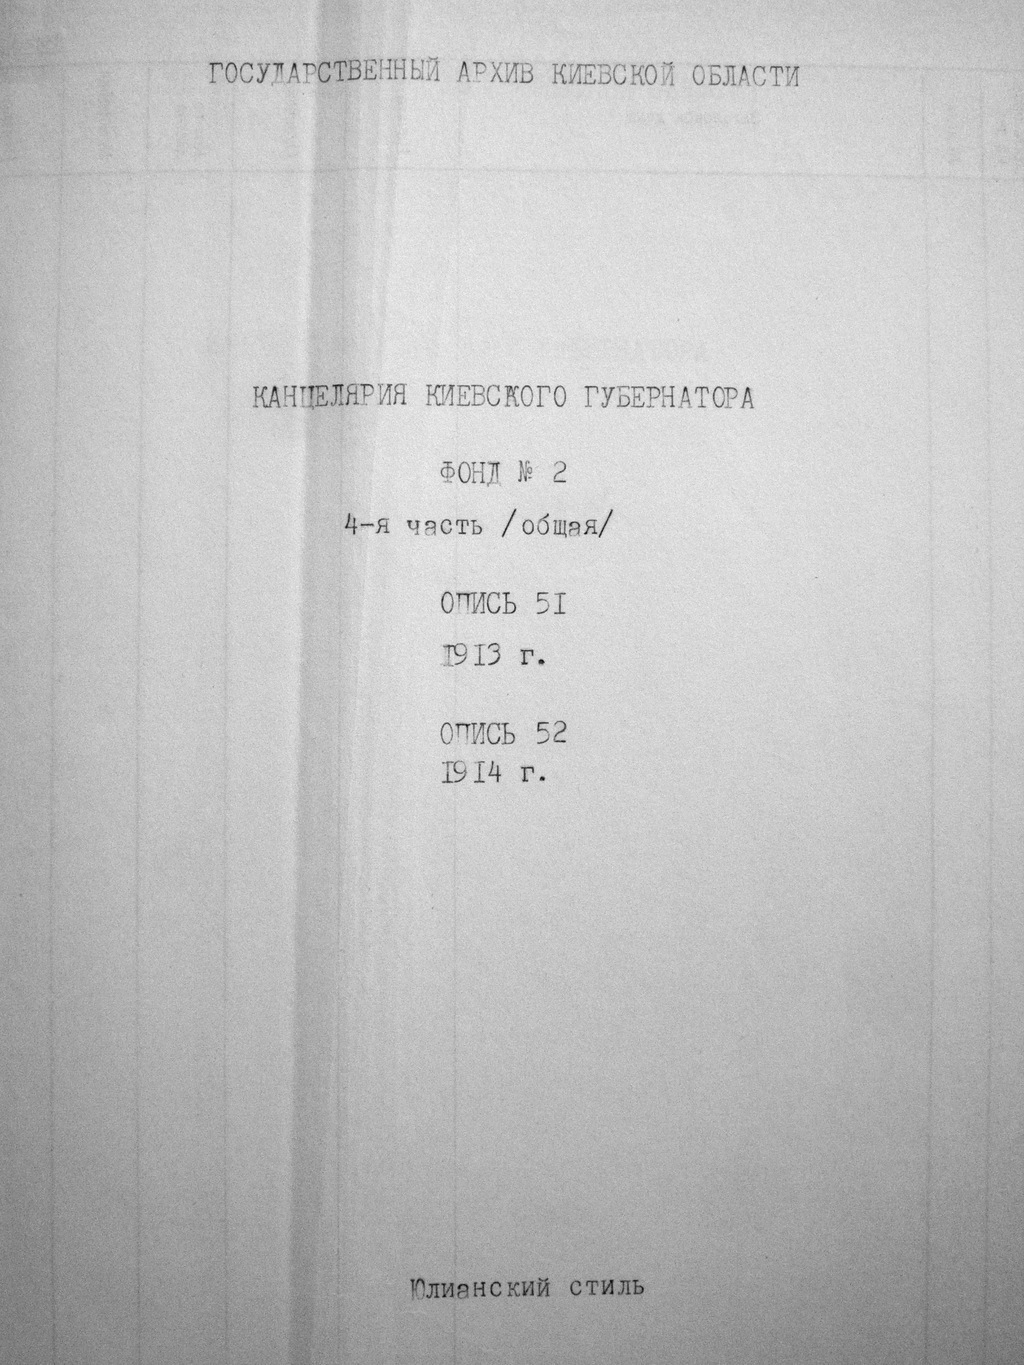 ГОСУДАРСТВЕННЫЙ АРХИВ КИЕВСКОЙ ОБЛАСТИ
КАНЦЕЛЯРИЯ КИЕВСКОГО ГУБЕРНАТОРА
ФОНД № 2
4-я часть /общая/
ОПИСЬ 51
1913 г.
ОПИСЬ 52
1914 г.
Юлианский стиль